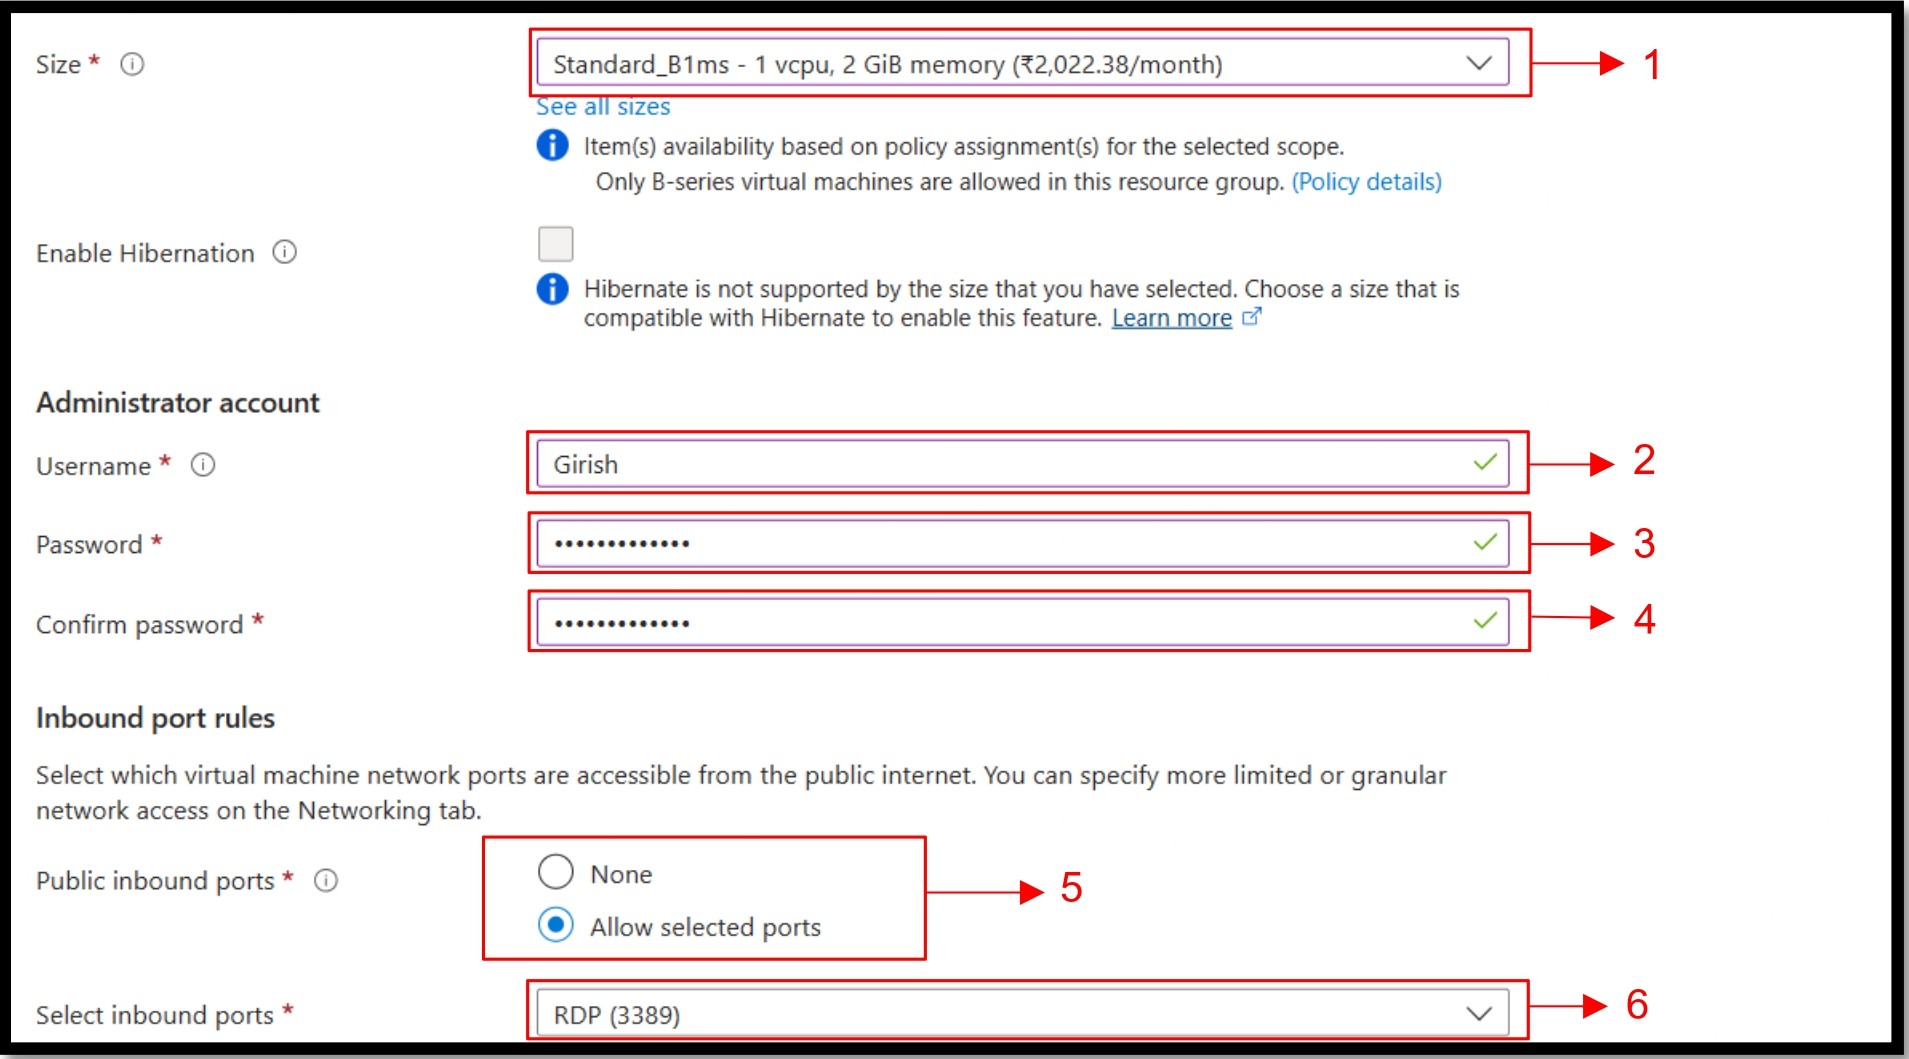 Size *
Standard_B1ms - 1 vcpu, 2 GiB memory (₹2,022.38/month)
1
See all sizes
Item(s) availability based on policy assignment(s) for the selected scope.
Only B-series virtual machines are allowed in this resource group. (Policy details)
Enable Hibernation
Hibernate is not supported by the size that you have selected. Choose a size that is
compatible with Hibernate to enable this feature. Learn more
Administrator account
Username *
Girish
2
Password *
•••••••••••••
3
Confirm password *
•••••••••••••
4
Inbound port rules
Select which virtual machine network ports are accessible from the public internet. You can specify more limited or granular
network access on the Networking tab.
Public inbound ports *
None
Allow selected ports
5
Select inbound ports *
RDP (3389)
6